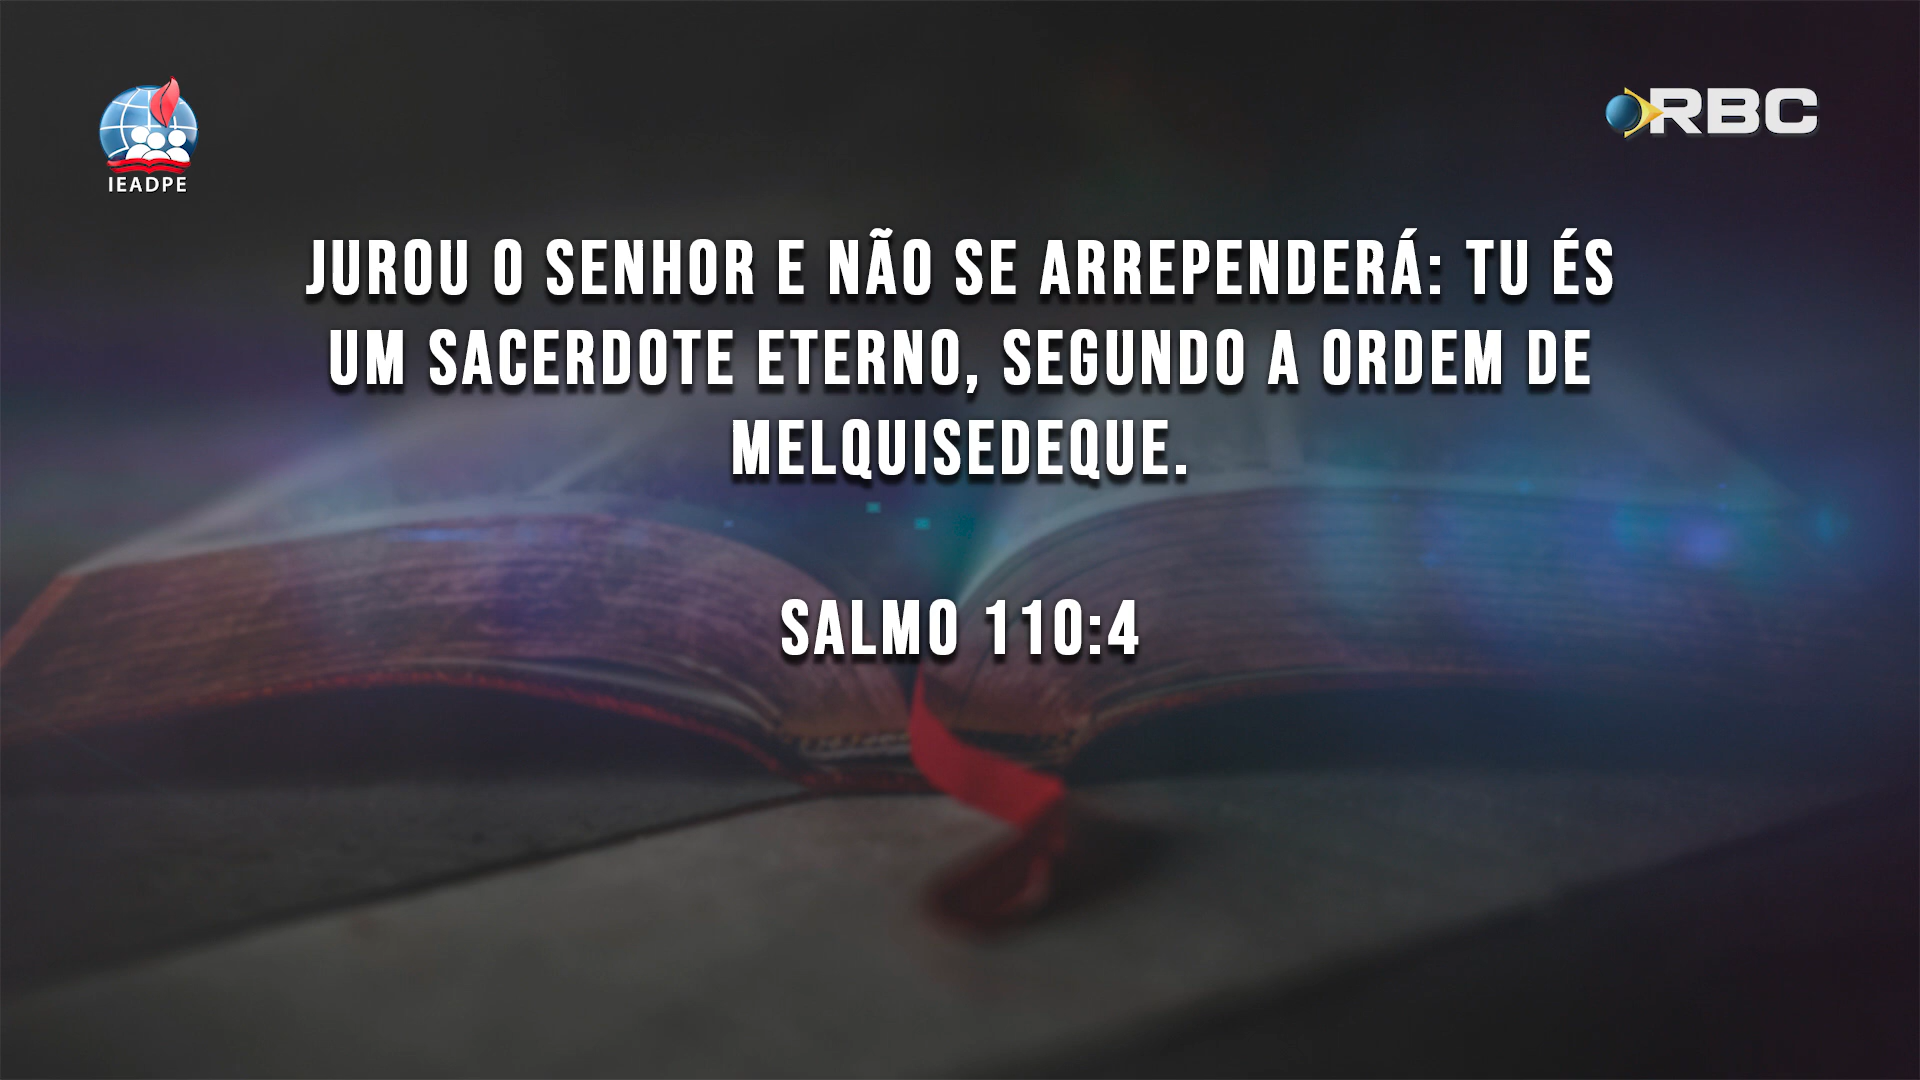 IEADPE
RBC
JUROU O SENHOR E NÃO SE ARREPENDERÁ: TU ÉS
UM SACERDOTE ETERNO, SEGUNDO A ORDEM DE
MELQUISEDEQUE.
SALMO 110:4